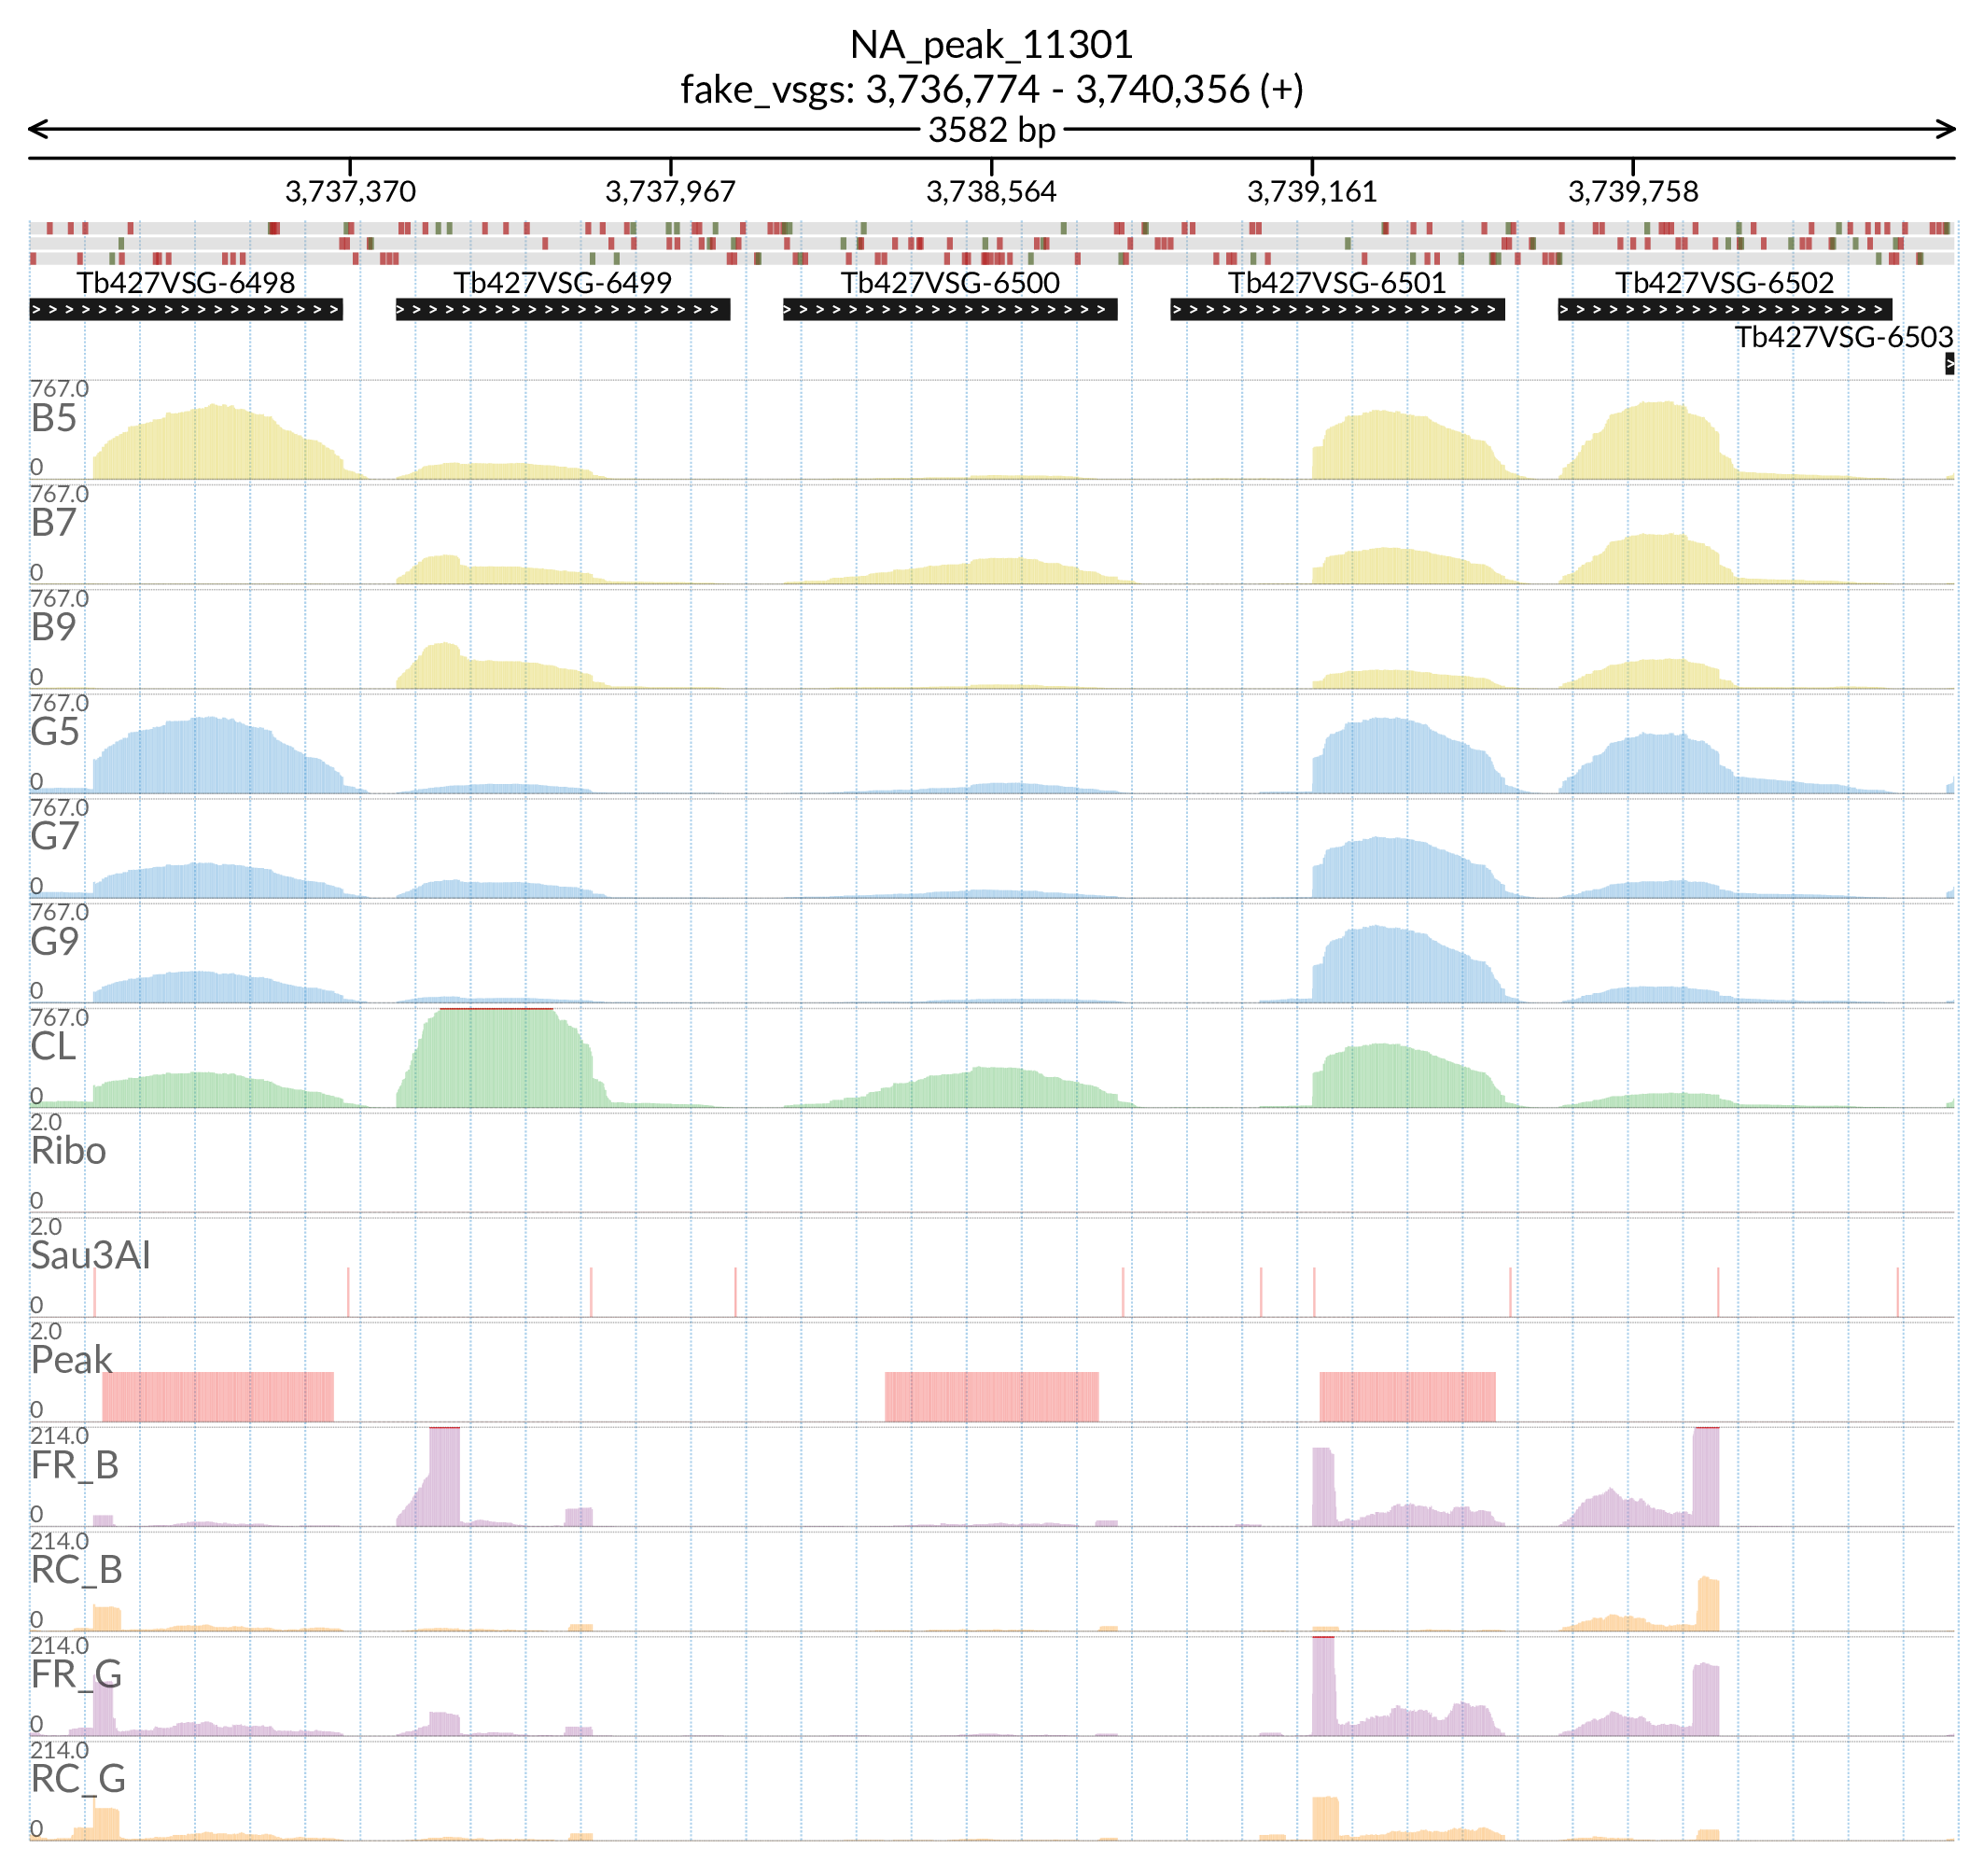 NA_peak_11301
fake_vsgs: 3,736,774 - 3,740,356 (+)
3582 bp
3,737,370 3,737,967 3,738,564 3,739,161 3,739,758
Tb427VSG-6498 Tb427VSG-6499 Tb427VSG-6500 Tb427VSG-6501 Tb427VSG-6502
Tb427VSG-6503
767.0
B5
0
767.0
B7
0
767.0
B9
0
767.0
G5
0
767.0
G7
0
767.0
G9
0
767.0
CL
0
2.0
Ribo
0
2.0
Sau3AI
0
2.0
Peak
0
214.0
FR_B
0
214.0
RC_B
0
214.0
FR_G
0
214.0
RC_G
0